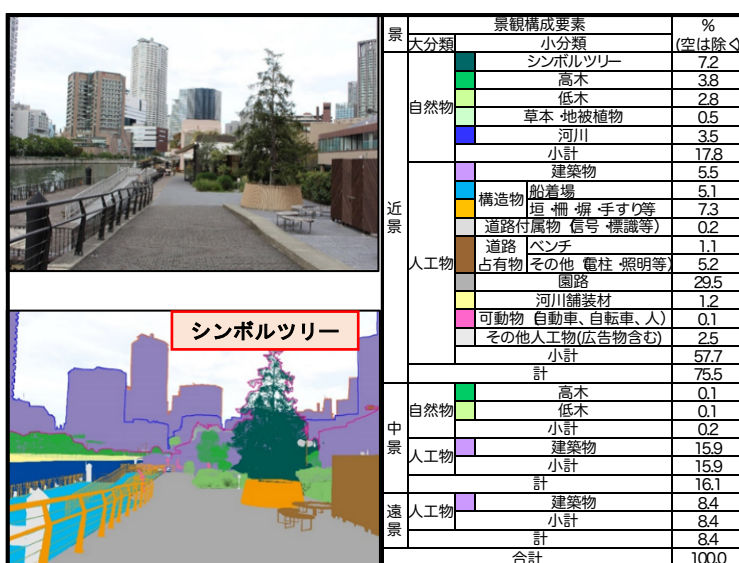 景 景観構成要素 %
大分類 小分類 (空は除く)
近景 自然物 シンボルツリー 7.2
高木 3.8
低木 2.8
草本・地被植物 0.5
河川 3.5
小計 17.8
人工物 建築物 5.5
構造物 船着場 5.1
垣・柵・塀・手すり等 7.3
道路付属物(信号・標識等) 0.2
道路占有物 ベンチ 1.1
その他(電柱・照明等) 5.2
園路 29.5
河川舗装材 1.2
可動物(自動車、自転車、人) 0.1
その他人工物(広告物含む) 2.5
小計 57.7
計 75.5
中景 自然物 高木 0.1
低木 0.1
小計 0.2
人工物 建築物 15.9
小計 15.9
計 16.1
遠景 人工物 建築物 8.4
小計 8.4
計 8.4
合計 100.0
シンボルツリー